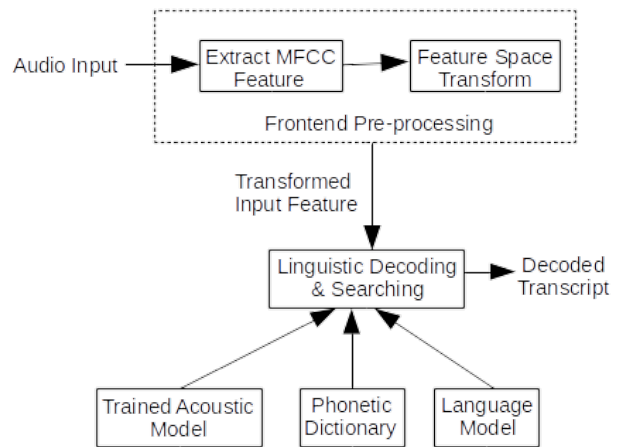 Audio Input
Extract MFCC
Feature
Feature Space
Transform
Frontend Pre-processing
Transformed
Input Feature
Linguistic Decoding
& Searching
Decoded
Transcript
Trained Acoustic
Model
Phonetic
Dictionary
Language
Model